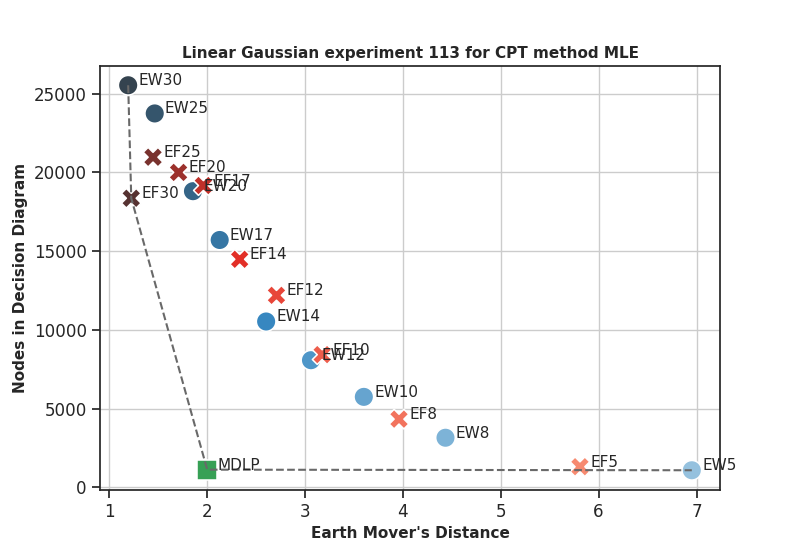 Linear Gaussian experiment 113 for CPT method MLE
Nodes in Decision Diagram
25000
20000
15000
10000
5000
0
EW30
EW25
EF25
EF20
EF17
EW20
EF30
EW17
EF14
EF12
EW14
EF10
EW12
EW10
EF8
EW8
MDLP
EF5
EW5
1
2
3
4
5
6
7
Earth Mover's Distance